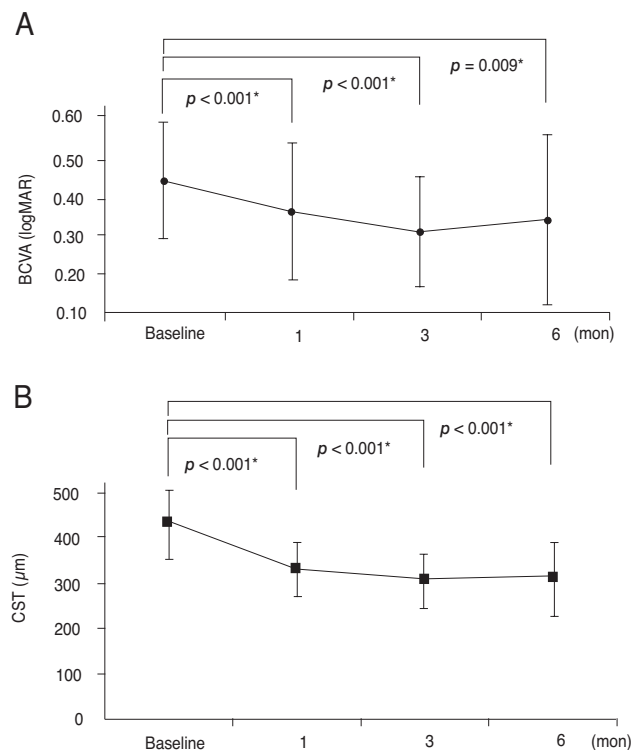 A
p = 0.009*
p < 0.001* p < 0.001*
0.60
0.50
0.40
0.30
0.20
0.10
BCVA (logMAR)
Baseline 1 3 6 (mon)
B
p < 0.001*
p < 0.001*
p < 0.001*
500
400
300
200
100
0
CST (µm)
Baseline 1 3 6 (mon)